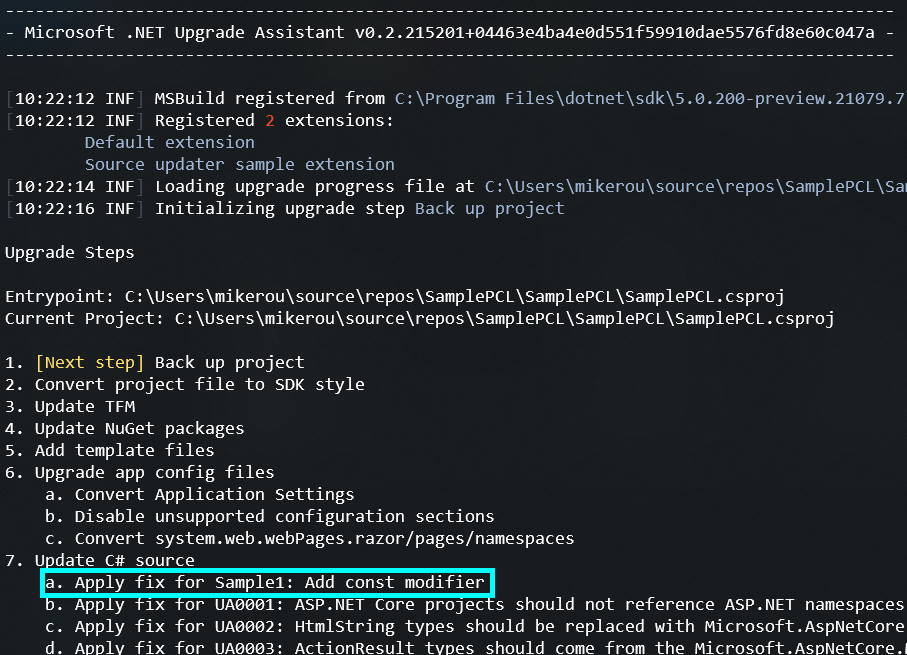 - Microsoft .NET Upgrade Assistant v0.2.215201+04463e4ba4e0d551f59910dae5576fd8e60c047a -
[10:22:12 INF] MSBuild registered from C:\Program Files\dotnet\sdk\5.0.200-preview.21079.7
[10:22:12 INF] Registered 2 extensions:
Default extension
Source updater sample extension
[10:22:14 INF] Loading upgrade progress file at C:\Users\mikerou\source\repos\SamplePCL\Sa
[10:22:16 INF] Initializing upgrade step Back up project
Upgrade Steps
Entrypoint: C:\Users\mikerou\source\repos\SamplePCL\SamplePCL\SamplePCL.csproj
Current Project: C:\Users\mikerou\source\repos\SamplePCL\SamplePCL\SamplePCL.csproj
1. [Next step] Back up project
2. Convert project file to SDK style
3. Update TFM
4. Update NuGet packages
5. Add template files
6. Upgrade app config files
a. Convert Application Settings
b. Disable unsupported configuration sections
c. Convert system.web.webPages.razor/pages/namespaces
7. Update C# source
a. Apply fix for Sample1: Add const modifier
b. Apply fix for UA0001: ASP.NET Core projects should not reference ASP.NET namespaces
c. Apply fix for UA0002: HtmlString types should be replaced with Microsoft.AspNetCore
d. Apply fix for UA0003: ActionResult types should come from the Microsoft.AspNetCore.